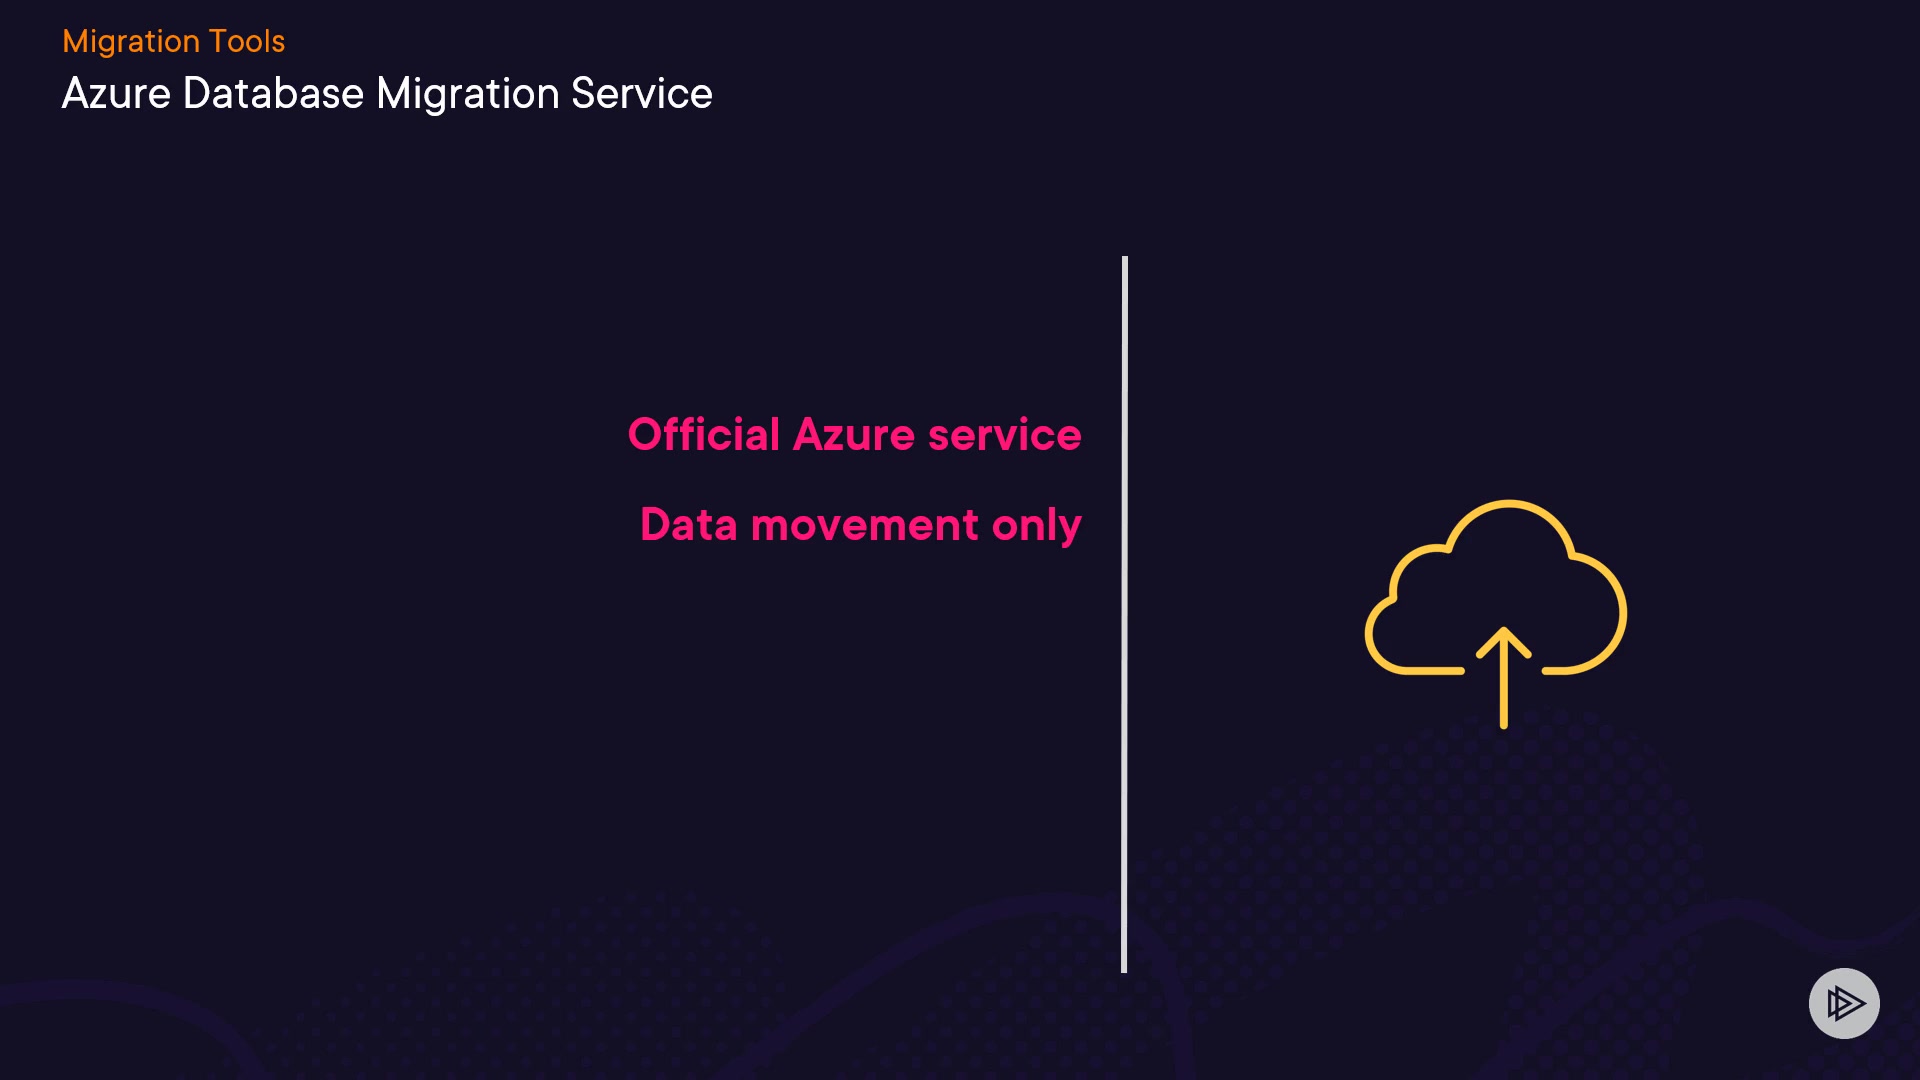 Migration Tools
Azure Database Migration Service
Official Azure service
Data movement only